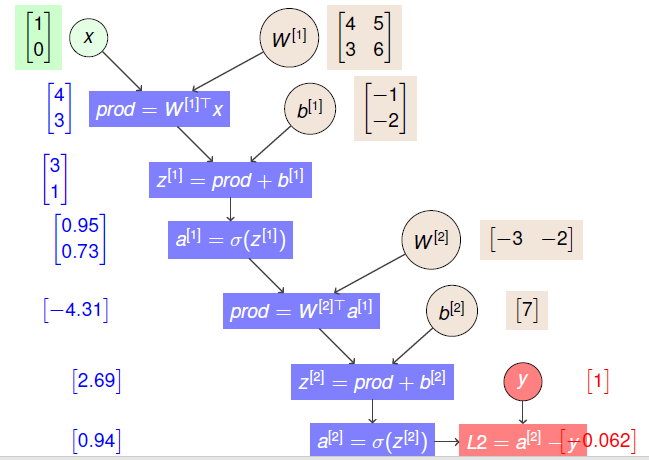 [1 0] x W[1] [4 5 3 6]
[4 3] prod = W[1]⊤x b[1] [−1 −2]
[3 1] z[1] = prod + b[1]
[0.95 0.73] a[1] = σ(z[1]) W[2] [−3 −2]
[−4.31] prod = W[2]⊤a[1] b[2] [7]
[2.69] z[2] = prod + b[2] y [1]
[0.94] a[2] = σ(z[2]) L2 = a[2] − y [−0.062]